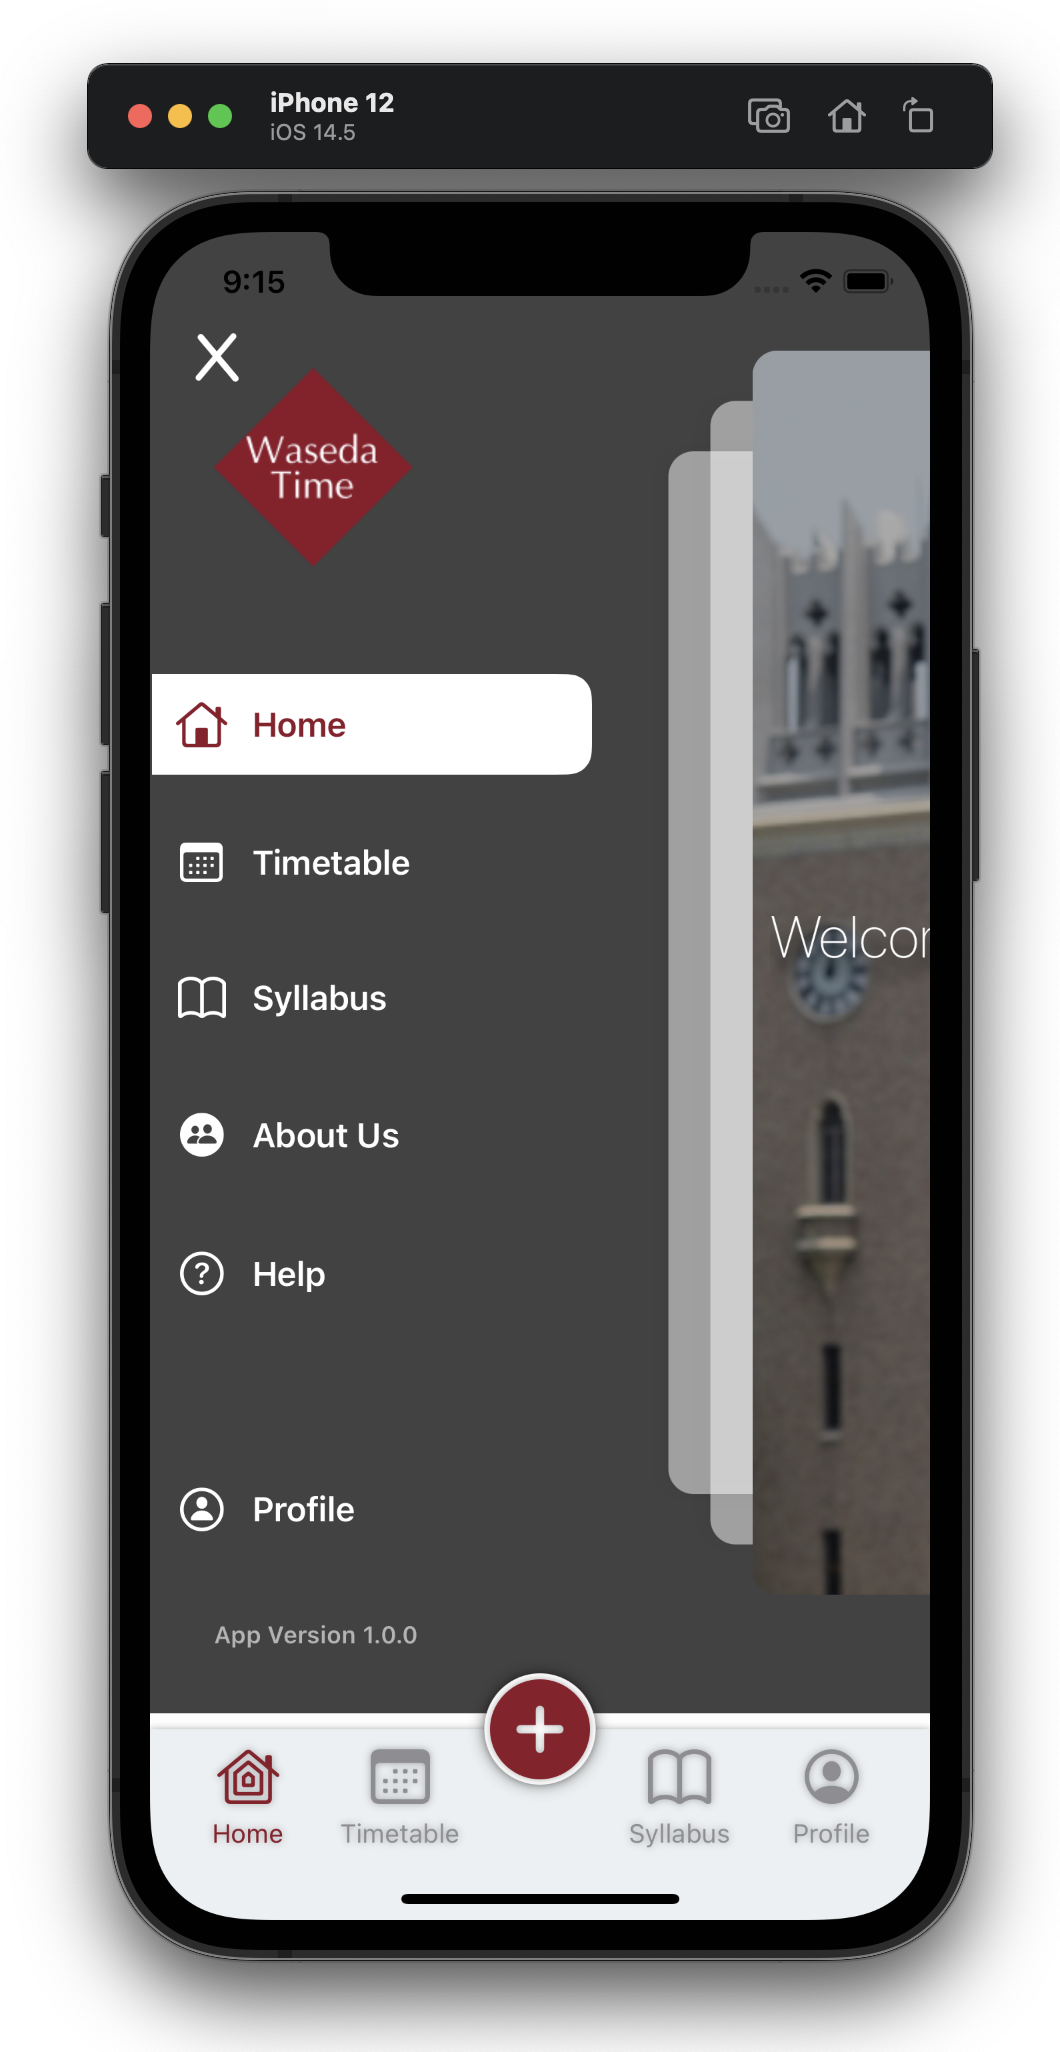 iPhone 12
iOS 14.5
9:15
Waseda
Time
Home
Timetable
Syllabus
About Us
Help
Profile
App Version 1.0.0
Welcor
Home
Timetable
Syllabus
Profile